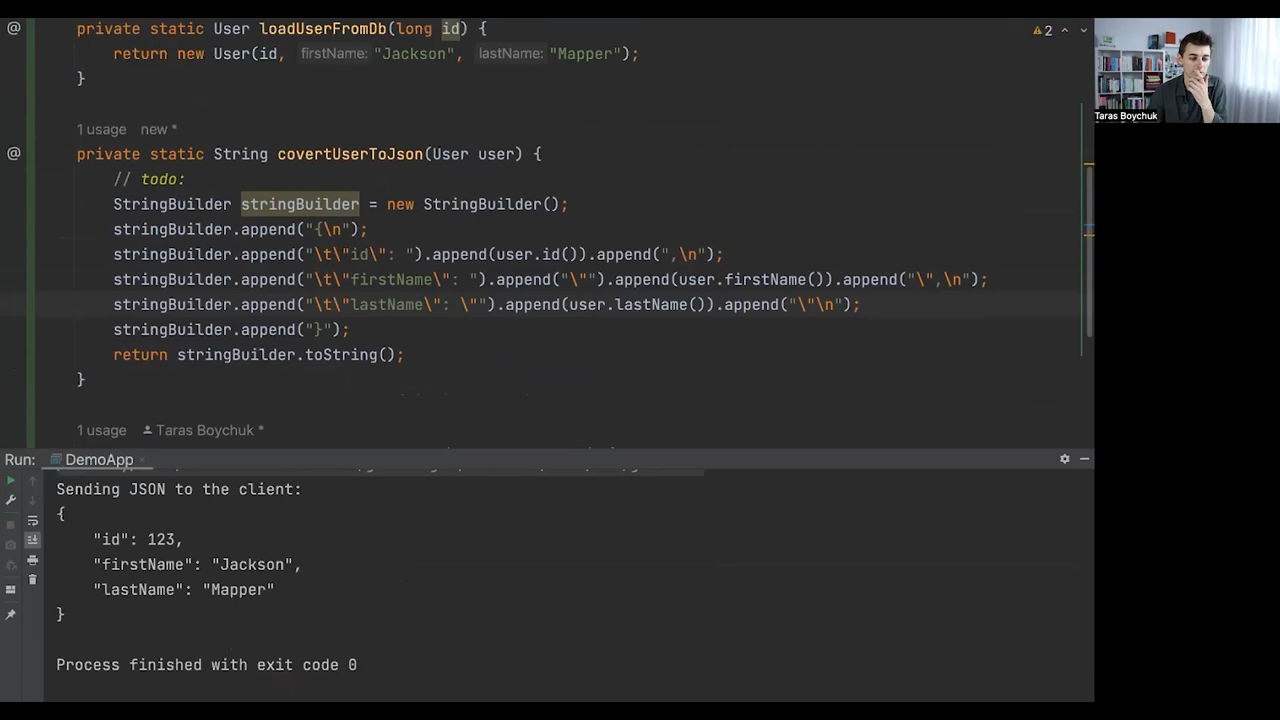 private static User loadUserFromDb(long id) {
return new User(id, firstName: "Jackson", lastName: "Mapper");
}
1 usage new *
private static String covertUserToJson(User user) {
// todo:
StringBuilder stringBuilder = new StringBuilder();
stringBuilder.append("{\n");
stringBuilder.append("\t\"id\": ").append(user.id()).append(",\n");
stringBuilder.append("\t\"firstName\": ").append("\"").append(user.firstName()).append("\",\n");
stringBuilder.append("\t\"lastName\": \"").append(user.lastName()).append("\"\n");
stringBuilder.append("}");
return stringBuilder.toString();
}
1 usage Taras Boychuk *
2
Taras Boychuk
Run: DemoApp
Sending JSON to the client:
{
"id": 123,
"firstName": "Jackson",
"lastName": "Mapper"
}
Process finished with exit code 0